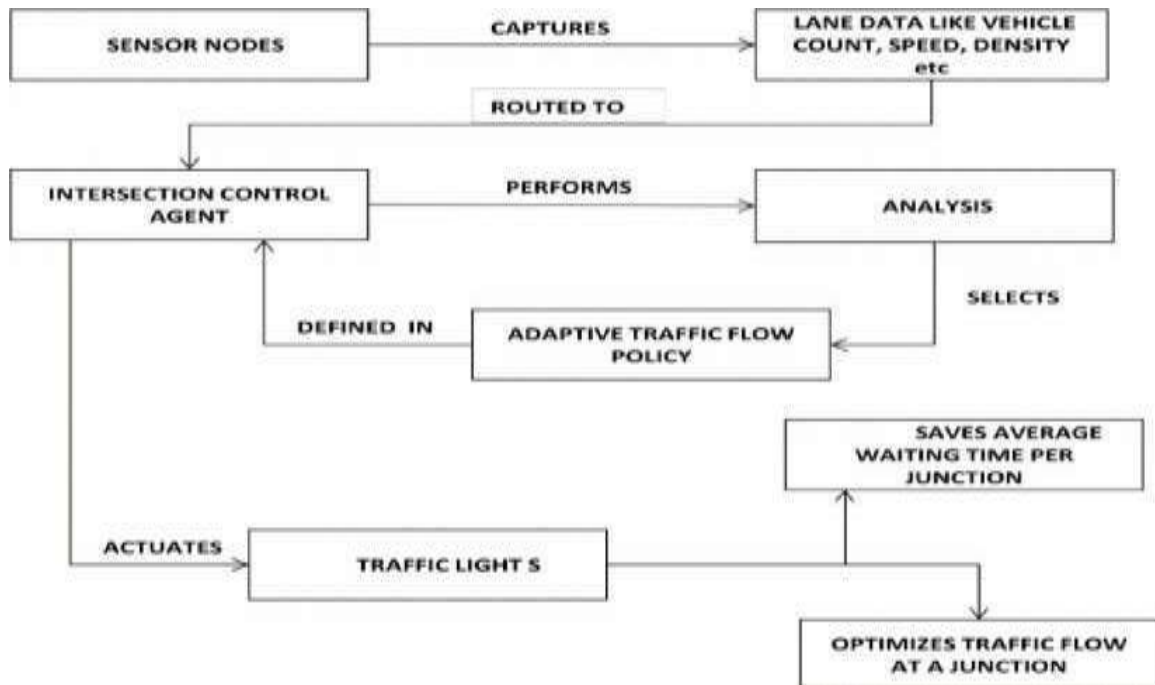 SENSOR NODES
CAPTURES
LANE DATA LIKE VEHICLE
COUNT, SPEED, DENSITY
etc
ROUTED TO
INTERSECTION CONTROL
AGENT
PERFORMS
ANALYSIS
SELECTS
DEFINED IN
ADAPTIVE TRAFFIC FLOW
POLICY
SAVES AVERAGE
WAITING TIME PER
JUNCTION
ACTUATES
TRAFFIC LIGHT S
OPTIMIZES TRAFFIC FLOW
AT A JUNCTION